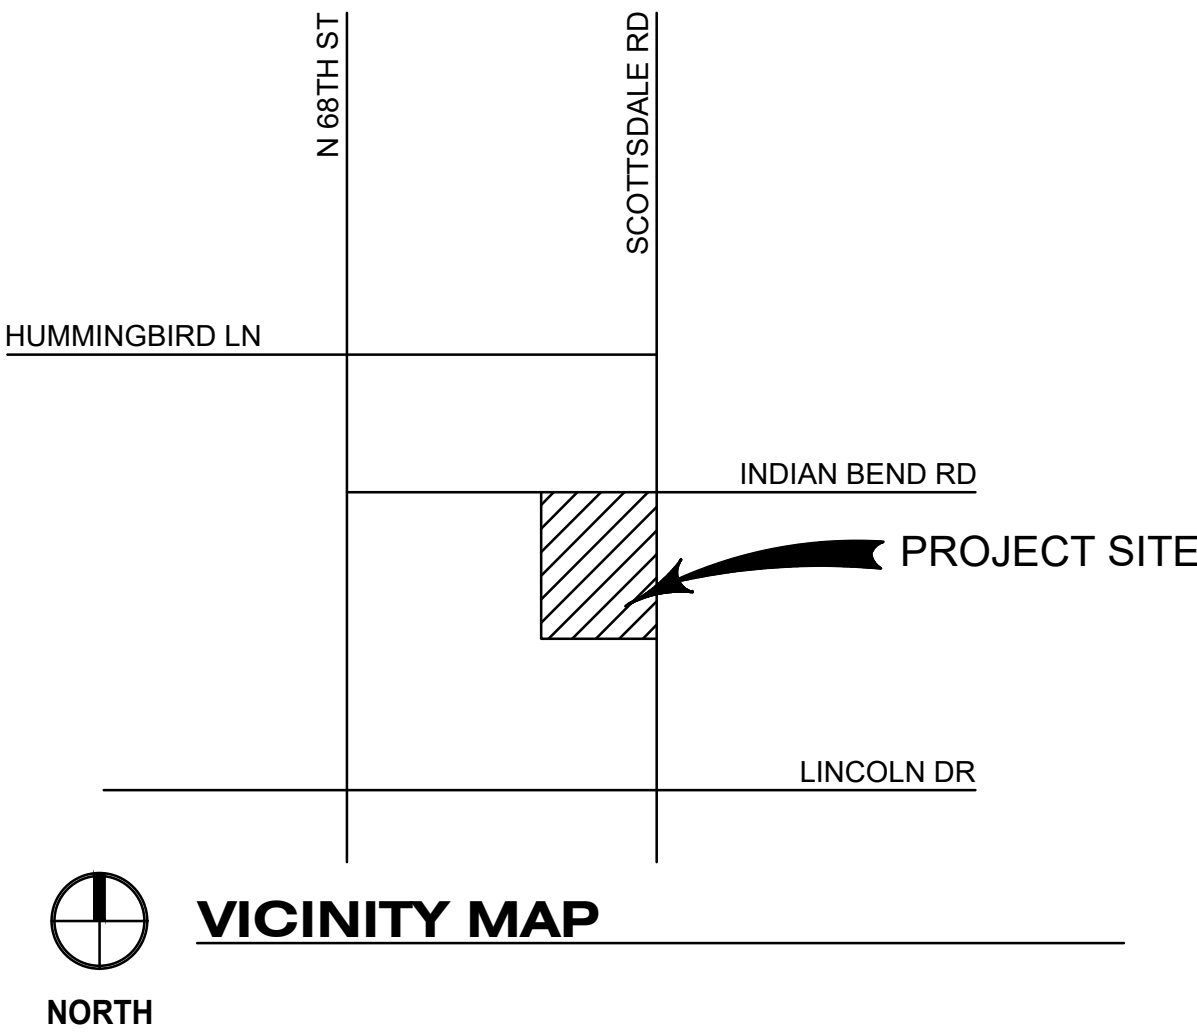 N 68TH ST
SCOTTSDALE RD
HUMMINGBIRD LN
INDIAN BEND RD
PROJECT SITE
LINCOLN DR
VICINITY MAP
NORTH